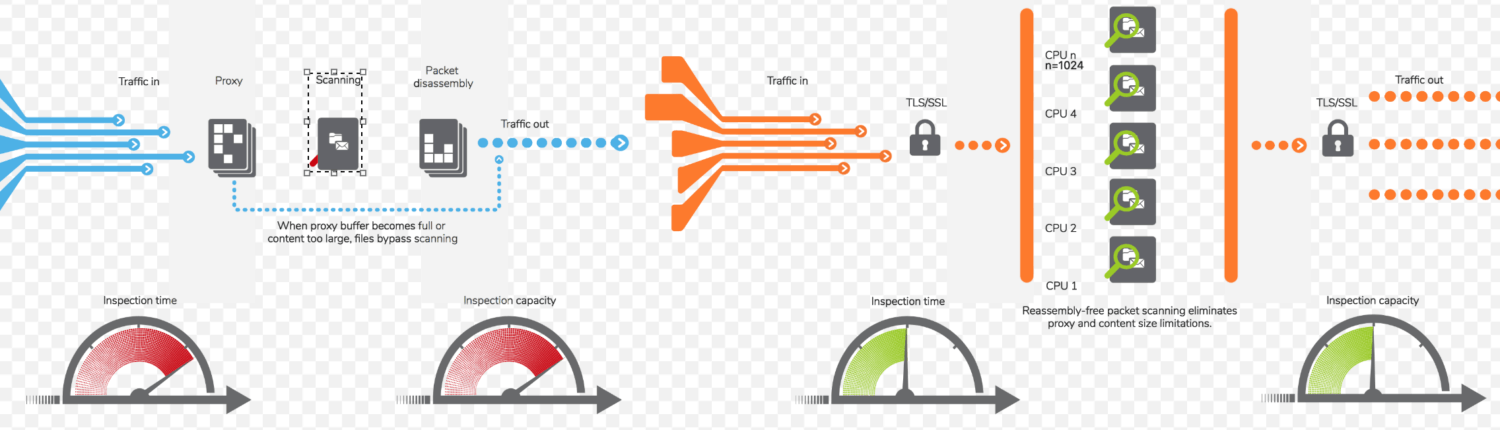 Traffic in
Proxy
Scanning
Packet
disassembly
Traffic out
When proxy buffer becomes full or
content too large, files bypass scanning
Inspection time
Inspection capacity
Traffic in
TLS/SSL
CPU n
n=1024
CPU 4
CPU 3
CPU 2
CPU 1
Reassembly-free packet scanning eliminates
proxy and content size limitations.
TLS/SSL
Traffic out
Inspection time
Inspection capacity